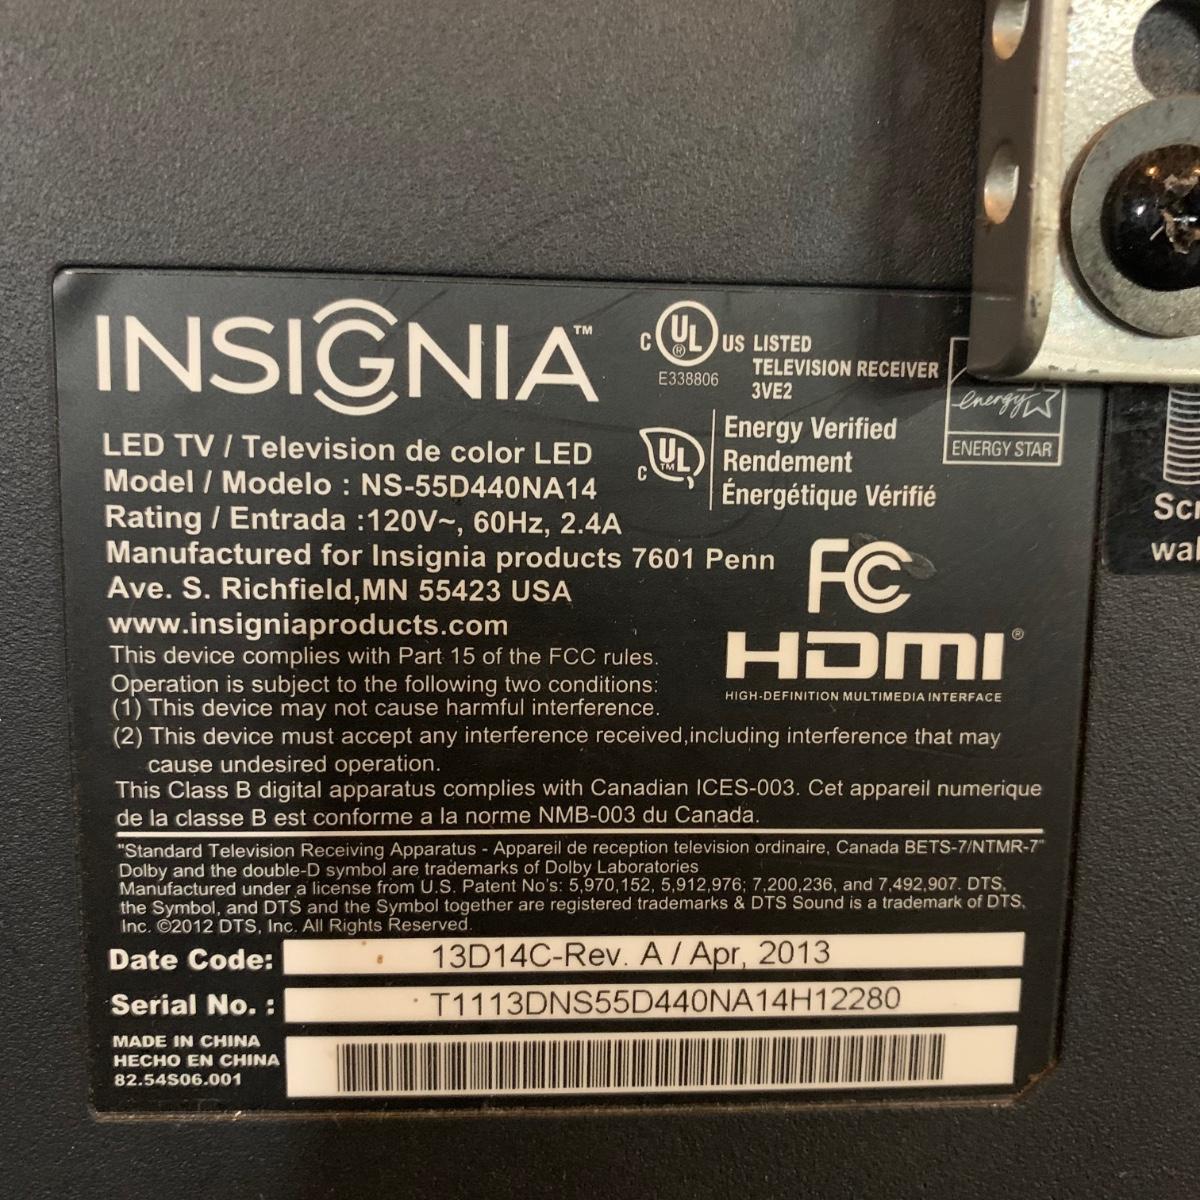 INSIGNIA™
LED TV / Television de color LED
Model / Modelo : NS-55D440NA14
Rating / Entrada :120V~, 60Hz, 2.4A
Manufactured for Insignia products 7601 Penn
Ave. S. Richfield,MN 55423 USA
www.insigniaproducts.com
C UL® US LISTED
E338806
TELEVISION RECEIVER
3VE2
C UL™
Energy Verified
Rendement
Énergétique Vérifié
energy
ENERGY STAR
FC
HDMI®
HIGH-DEFINITION MULTIMEDIA INTERFACE
This device complies with Part 15 of the FCC rules.
Operation is subject to the following two conditions:
(1) This device may not cause harmful interference.
(2) This device must accept any interference received,including interference that may
cause undesired operation.
This Class B digital apparatus complies with Canadian ICES-003. Cet appareil numerique
de la classe B est conforme a la norme NMB-003 du Canada.
"Standard Television Receiving Apparatus - Appareil de reception television ordinaire, Canada BETS-7/NTMR-7"
Dolby and the double-D symbol are trademarks of Dolby Laboratories
Manufactured under a license from U.S. Patent No's: 5,970,152, 5,912,976; 7,200,236, and 7,492,907. DTS,
the Symbol, and DTS and the Symbol together are registered trademarks & DTS Sound is a trademark of DTS,
Inc. ©2012 DTS, Inc. All Rights Reserved.
Date Code: 13D14C-Rev. A / Apr, 2013
Serial No. : T1113DNS55D440NA14H12280
MADE IN CHINA
HECHO EN CHINA
82.54S06.001